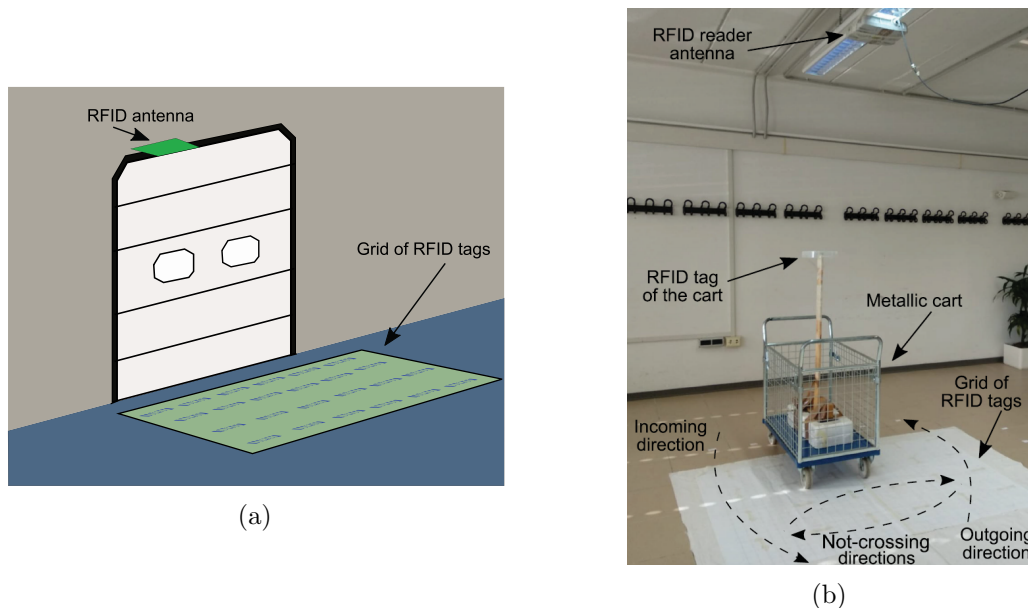 RFID antenna
Grid of RFID tags
(a)
RFID reader
antenna
RFID tag
of the cart
Metallic cart
Grid of
RFID tags
Incoming
direction
Not-crossing
directions
Outgoing
direction
(b)